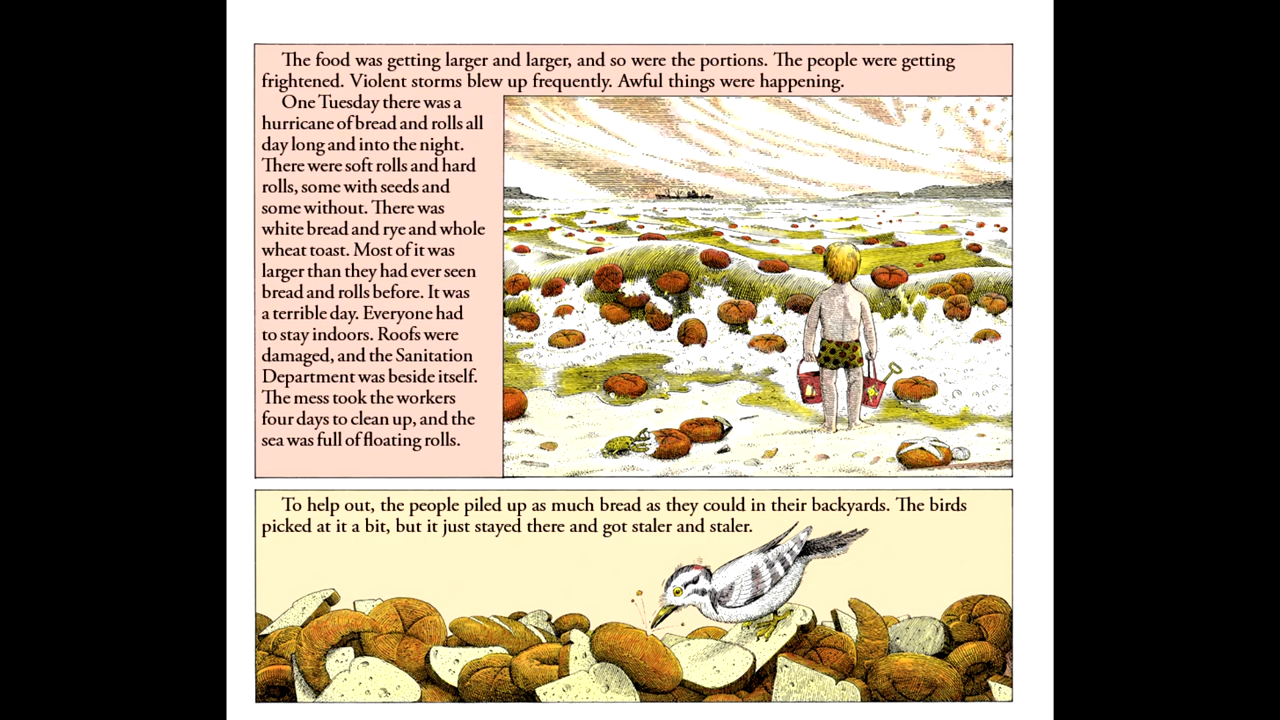 The food was getting larger and larger, and so were the portions. The people were getting
frightened. Violent storms blew up frequently. Awful things were happening.
One Tuesday there was a
hurricane of bread and rolls all
day long and into the night.
There were soft rolls and hard
rolls, some with seeds and
some without. There was
white bread and rye and whole
wheat toast. Most of it was
larger than they had ever seen
bread and rolls before. It was
a terrible day. Everyone had
to stay indoors. Roofs were
damaged, and the Sanitation
Department was beside itself.
The mess took the workers
four days to clean up, and the
sea was full of floating rolls.
To help out, the people piled up as much bread as they could in their backyards. The birds
picked at it a bit, but it just stayed there and got staler and staler.